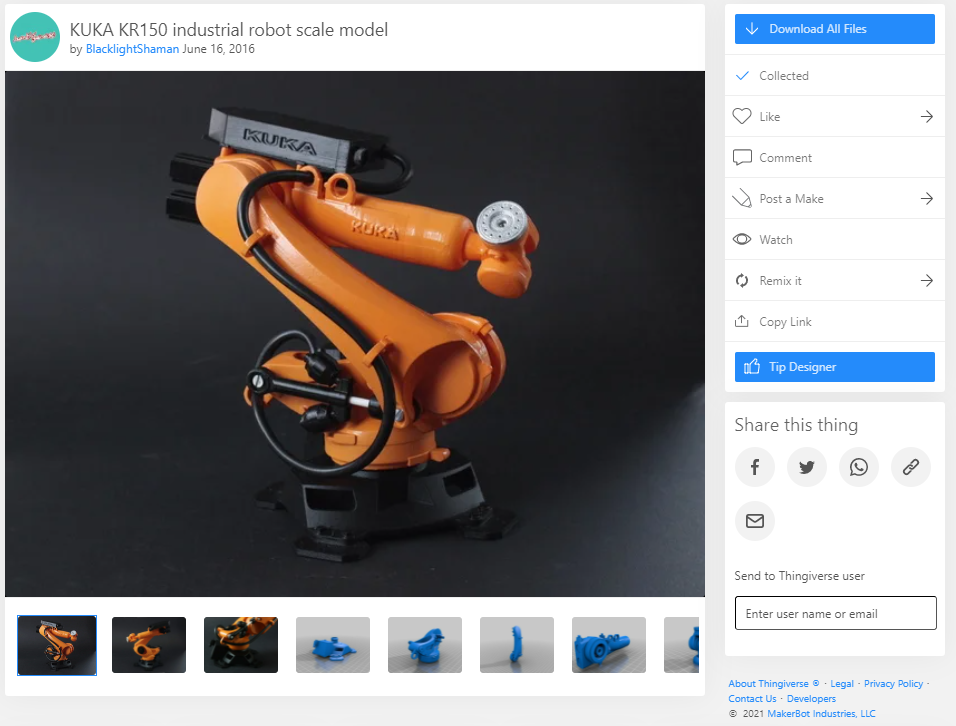 KUKA KR150 industrial robot scale model
by BlacklightShaman June 16, 2016
KUKA
KUKA
Download All Files
Collected
Like
Comment
Post a Make
Watch
Remix it
Copy Link
Tip Designer
Share this thing
Send to Thingiverse user
Enter user name or email
About Thingiverse ® · Legal · Privacy Policy ·
Contact Us · Developers
© 2021 MakerBot Industries, LLC